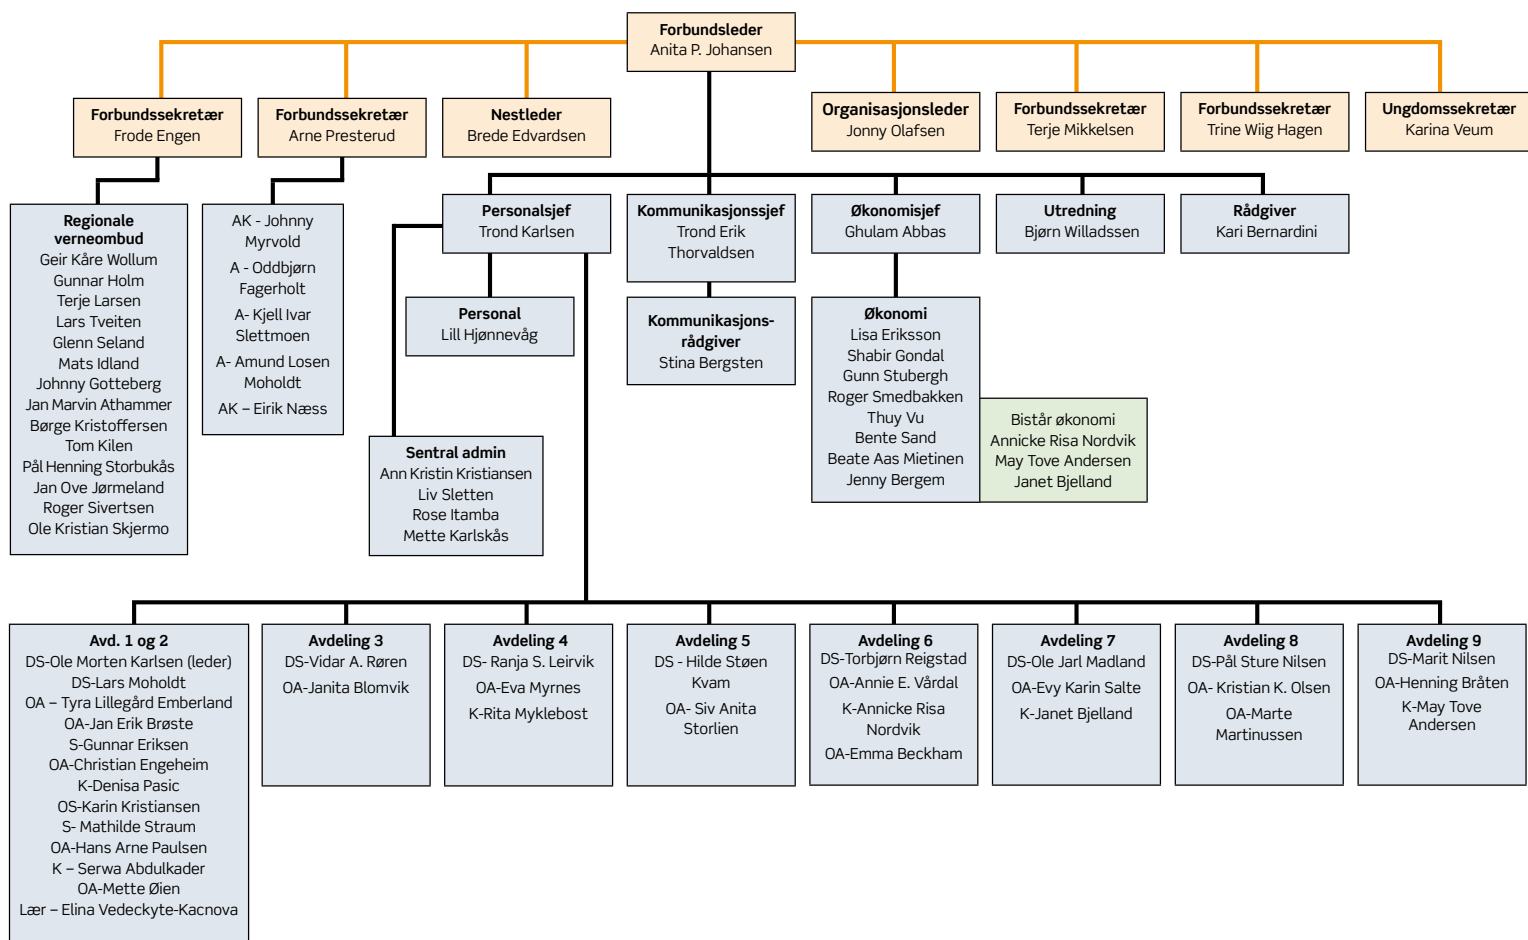 Forbundsleder
Anita P. Johansen
Forbundssekretær
Frode Engen
Forbundssekretær
Arne Presterud
Nestleder
Brede Edvardsen
Organisasjonsleder
Jonny Olafsen
Forbundssekretær
Terje Mikkelsen
Forbundssekretær
Trine Wiig Hagen
Ungdomssekretær
Karina Veum
Regionale
verneombud
Geir Kåre Wollum
Gunnar Holm
Terje Larsen
Lars Tveiten
Glenn Seland
Mats Idland
Johnny Gotteberg
Jan Marvin Athammer
Børge Kristoffersen
Tom Kilen
Pål Henning Storbukås
Jan Ove Jørmeland
Roger Sivertsen
Ole Kristian Skjermo
AK - Johnny
Myrvold
A - Oddbjørn
Fagerholt
A- Kjell Ivar
Slettmoen
A- Amund Losen
Moholdt
AK – Eirik Næss
Personalsjef
Trond Karlsen
Kommunikasjonssjef
Trond Erik
Thorvaldsen
Økonomisjef
Ghulam Abbas
Utredning
Bjørn Willadssen
Rådgiver
Kari Bernardini
Personal
Lill Hjønnevåg
Kommunikasjons-
rådgiver
Stina Bergsten
Økonomi
Lisa Eriksson
Shabir Gondal
Gunn Stubergh
Roger Smedbakken
Thuy Vu
Bente Sand
Beate Aas Mietinen
Jenny Bergem
Bistår økonomi
Annicke Risa Nordvik
May Tove Andersen
Janet Bjelland
Sentral admin
Ann Kristin Kristiansen
Liv Sletten
Rose Itamba
Mette Karlskås
Avd. 1 og 2
DS-Ole Morten Karlsen (leder)
DS-Lars Moholdt
OA – Tyra Lillegård Emberland
OA-Jan Erik Brøste
S-Gunnar Eriksen
OA-Christian Engeheim
K-Denisa Pasic
OS-Karin Kristiansen
S- Mathilde Straum
OA-Hans Arne Paulsen
K – Serwa Abdulkader
OA-Mette Øien
Lær – Elina Vedeckyte-Kacnova
Avdeling 3
DS-Vidar A. Røren
OA-Janita Blomvik
Avdeling 4
DS- Ranja S. Leirvik
OA-Eva Myrnes
K-Rita Myklebost
Avdeling 5
DS - Hilde Støen
Kvam
OA- Siv Anita
Storlien
Avdeling 6
DS-Torbjørn Reigstad
OA-Annie E. Vårdal
K-Annicke Risa
Nordvik
OA-Emma Beckham
Avdeling 7
DS-Ole Jarl Madland
OA-Evy Karin Salte
K-Janet Bjelland
Avdeling 8
DS-Pål Sture Nilsen
OA- Kristian K. Olsen
OA-Marte
Martinussen
Avdeling 9
DS-Marit Nilsen
OA-Henning Bråten
K-May Tove
Andersen